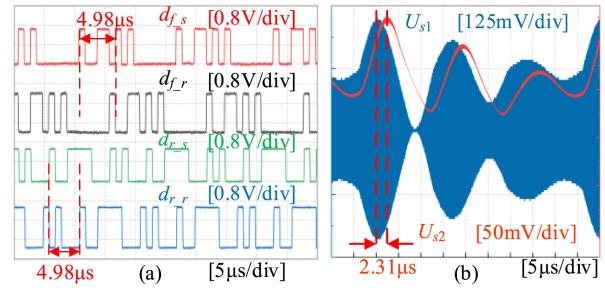 4.98μs
d_f_s [0.8V/div]
d_f_r [0.8V/div]
d_r_s [0.8V/div]
d_r_r [0.8V/div]
4.98μs
(a)
[5μs/div]
U_s1 [125mV/div]
U_s2 [50mV/div]
2.31μs
(b)
[5μs/div]